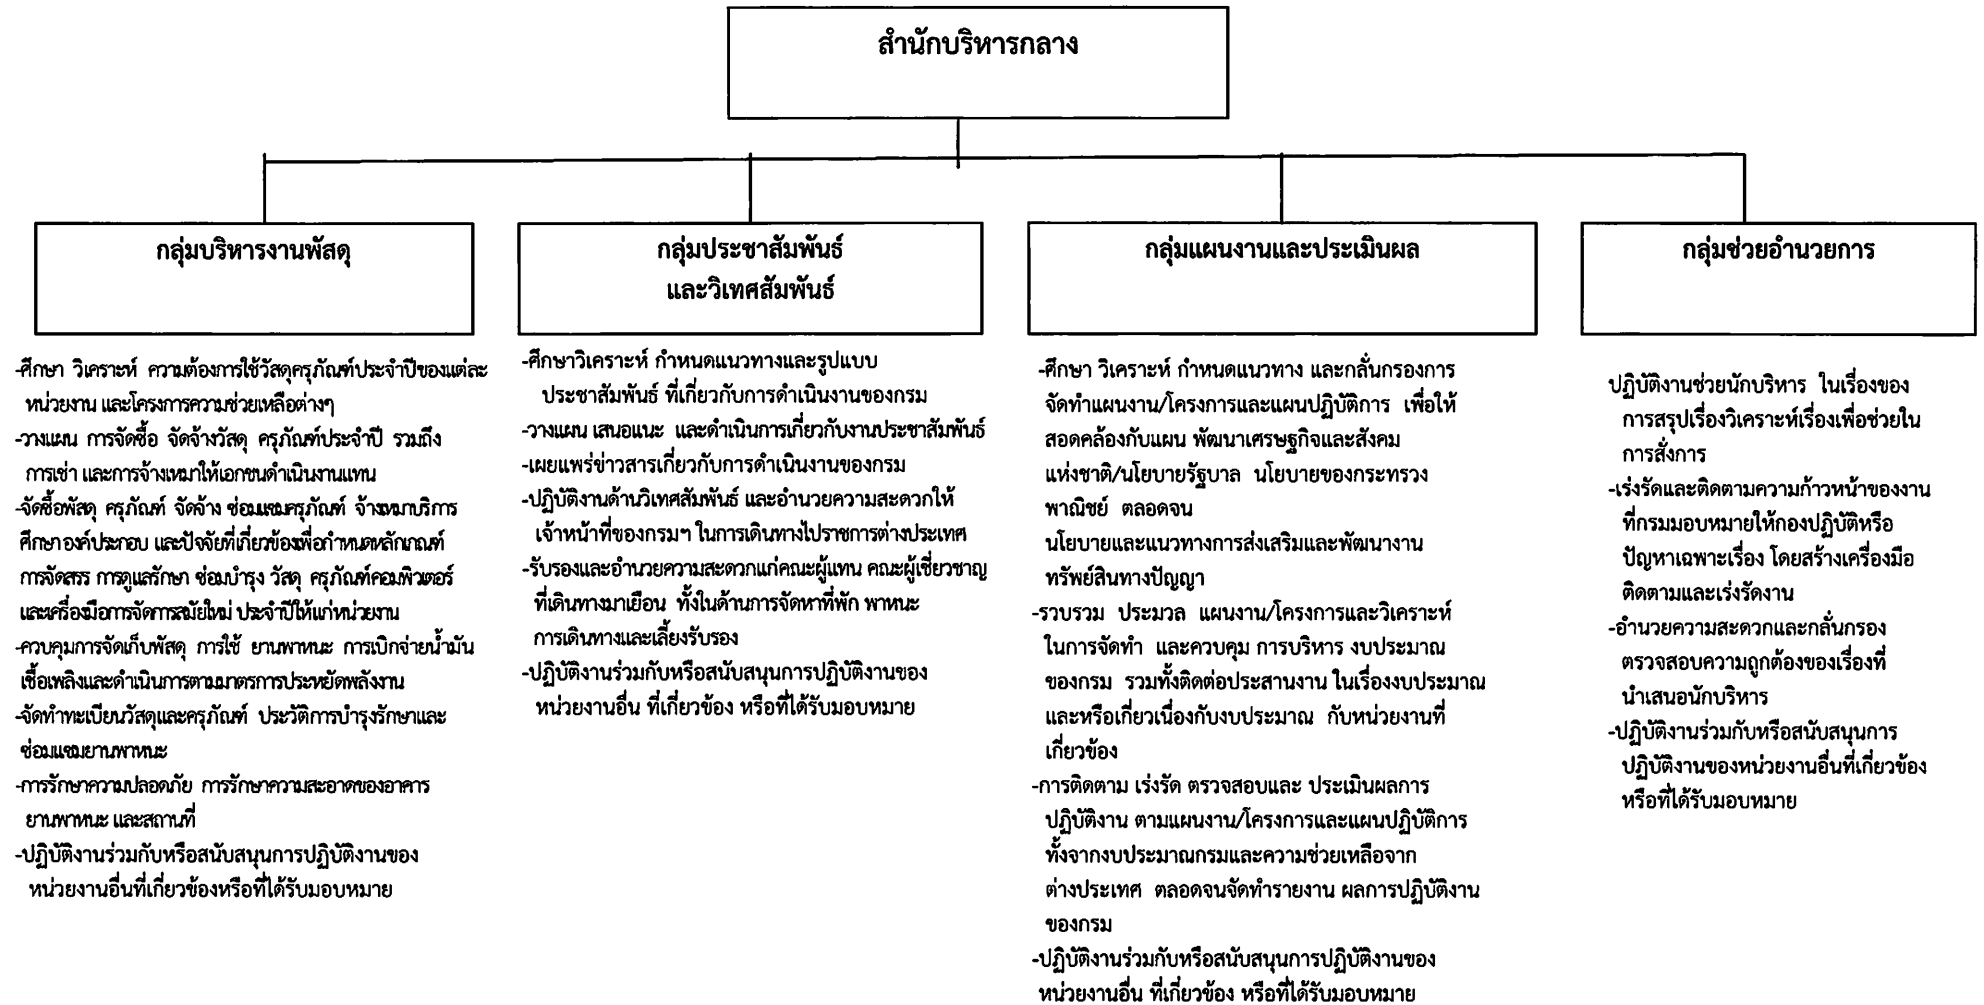 สำนักบริหารกลาง
กลุ่มบริหารงานพัสดุ
-ศึกษา วิเคราะห์ ความต้องการใช้วัสดุครุภัณฑ์ประจำปีของแต่ละ
หน่วยงาน และโครงการความช่วยเหลือต่างๆ
-วางแผน การจัดซื้อ จัดจ้างวัสดุ ครุภัณฑ์ประจำปี รวมถึง
การเช่า และการจ้างเหมาให้เอกชนดำเนินงานแทน
-จัดซื้อพัสดุ ครุภัณฑ์ จัดจ้าง ซ่อมแซมครุภัณฑ์ จ้างเหมาบริการ
ศึกษาองค์ประกอบ และปัจจัยที่เกี่ยวข้องเพื่อกำหนดหลักเกณฑ์
การจัดสรร การดูแลรักษา ซ่อมบำรุง วัสดุ ครุภัณฑ์คอมพิวเตอร์
และเครื่องมือการจัดการสมัยใหม่ ประจำปีให้แก่หน่วยงาน
-ควบคุมการจัดเก็บพัสดุ การใช้ ยานพาหนะ การเบิกจ่ายน้ำมัน
เชื้อเพลิงและดำเนินการตามมาตรการประหยัดพลังงาน
-จัดทำทะเบียนวัสดุและครุภัณฑ์ ประวัติการบำรุงรักษาและ
ซ่อมแซมยานพาหนะ
-การรักษาความปลอดภัย การรักษาความสะอาดของอาคาร
ยานพาหนะ และสถานที่
-ปฏิบัติงานร่วมกับหรือสนับสนุนการปฏิบัติงานของ
หน่วยงานอื่นที่เกี่ยวข้องหรือที่ได้รับมอบหมาย
กลุ่มประชาสัมพันธ์
และวิเทศสัมพันธ์
-ศึกษาวิเคราะห์ กำหนดแนวทางและรูปแบบ
ประชาสัมพันธ์ ที่เกี่ยวกับการดำเนินงานของกรม
-วางแผน เสนอแนะ และดำเนินการเกี่ยวกับงานประชาสัมพันธ์
-เผยแพร่ข่าวสารเกี่ยวกับการดำเนินงานของกรม
-ปฏิบัติงานด้านวิเทศสัมพันธ์ และอำนวยความสะดวกให้
เจ้าหน้าที่ของกรมฯ ในการเดินทางไปราชการต่างประเทศ
-รับรองและอำนวยความสะดวกแก่คณะผู้แทน คณะผู้เชี่ยวชาญ
ที่เดินทางมาเยือน ทั้งในด้านการจัดหาที่พัก พาหนะ
การเดินทางและเลี้ยงรับรอง
-ปฏิบัติงานร่วมกับหรือสนับสนุนการปฏิบัติงานของ
หน่วยงานอื่น ที่เกี่ยวข้อง หรือที่ได้รับมอบหมาย
กลุ่มแผนงานและประเมินผล
-ศึกษา วิเคราะห์ กำหนดแนวทาง และกลั่นกรองการ
จัดทำแผนงาน/โครงการและแผนปฏิบัติการ เพื่อให้
สอดคล้องกับแผน พัฒนาเศรษฐกิจและสังคม
แห่งชาติ/นโยบายรัฐบาล นโยบายของกระทรวง
พาณิชย์ ตลอดจน
นโยบายและแนวทางการส่งเสริมและพัฒนางาน
ทรัพย์สินทางปัญญา
-รวบรวม ประมวล แผนงาน/โครงการและวิเคราะห์
ในการจัดทำ และควบคุม การบริหาร งบประมาณ
ของกรม รวมทั้งติดต่อประสานงาน ในเรื่องงบประมาณ
และหรือเกี่ยวเนื่องกับงบประมาณ กับหน่วยงานที่
เกี่ยวข้อง
-การติดตาม เร่งรัด ตรวจสอบและ ประเมินผลการ
ปฏิบัติงาน ตามแผนงาน/โครงการและแผนปฏิบัติการ
ทั้งจากงบประมาณกรมและความช่วยเหลือจาก
ต่างประเทศ ตลอดจนจัดทำรายงาน ผลการปฏิบัติงาน
ของกรม
-ปฏิบัติงานร่วมกับหรือสนับสนุนการปฏิบัติงานของ
หน่วยงานอื่น ที่เกี่ยวข้อง หรือที่ได้รับมอบหมาย
กลุ่มช่วยอำนวยการ
ปฏิบัติงานช่วยนักบริหาร ในเรื่องของ
การสรุปเรื่องวิเคราะห์เรื่องเพื่อช่วยใน
การสั่งการ
-เร่งรัดและติดตามความก้าวหน้าของงาน
ที่กรมมอบหมายให้กองปฏิบัติหรือ
ปัญหาเฉพาะเรื่อง โดยสร้างเครื่องมือ
ติดตามและเร่งรัดงาน
-อำนวยความสะดวกและกลั่นกรอง
ตรวจสอบความถูกต้องของเรื่องที่
นำเสนอนักบริหาร
-ปฏิบัติงานร่วมกับหรือสนับสนุนการ
ปฏิบัติงานของหน่วยงานอื่นที่เกี่ยวข้อง
หรือที่ได้รับมอบหมาย